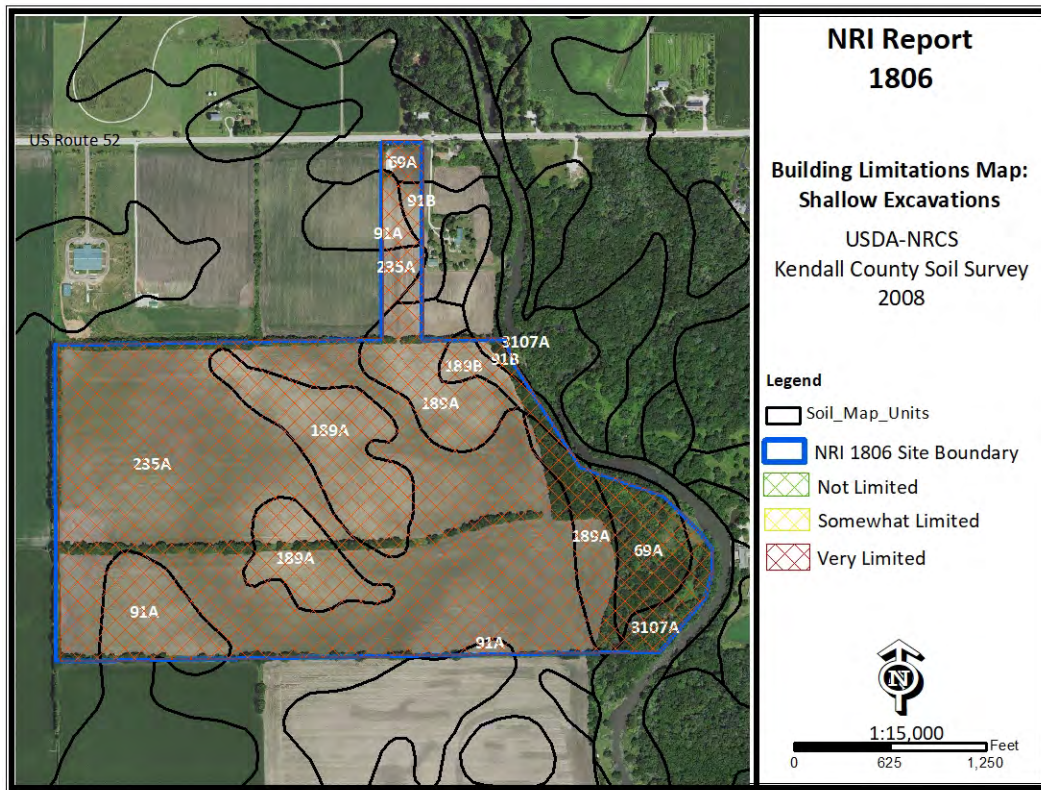 NRI Report
1806
Building Limitations Map:
Shallow Excavations
USDA-NRCS
Kendall County Soil Survey
2008
Legend
Soil_Map_Units
NRI 1806 Site Boundary
Not Limited
Somewhat Limited
Very Limited
N
1:15,000
Feet
0 625 1,250
US Route 52
69A
91B
91A
235A
3107A
91B
189B
189A
189A
235A
189A
69A
189A
91A
3107A
91A